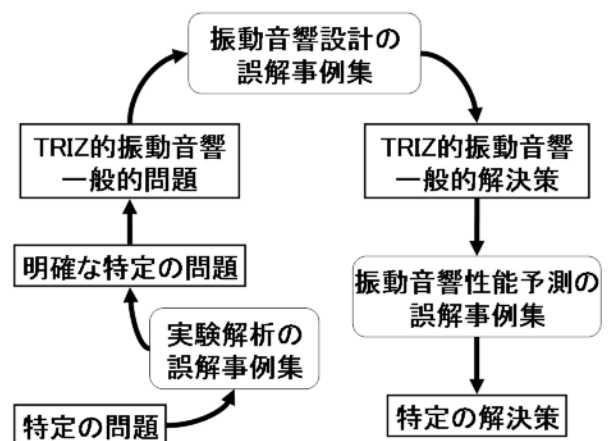 振動音響設計の
誤解事例集
TRIZ的振動音響
一般的問題
TRIZ的振動音響
一般的解決策
明確な特定の問題
振動音響性能予測の
誤解事例集
実験解析の
誤解事例集
特定の問題
特定の解決策